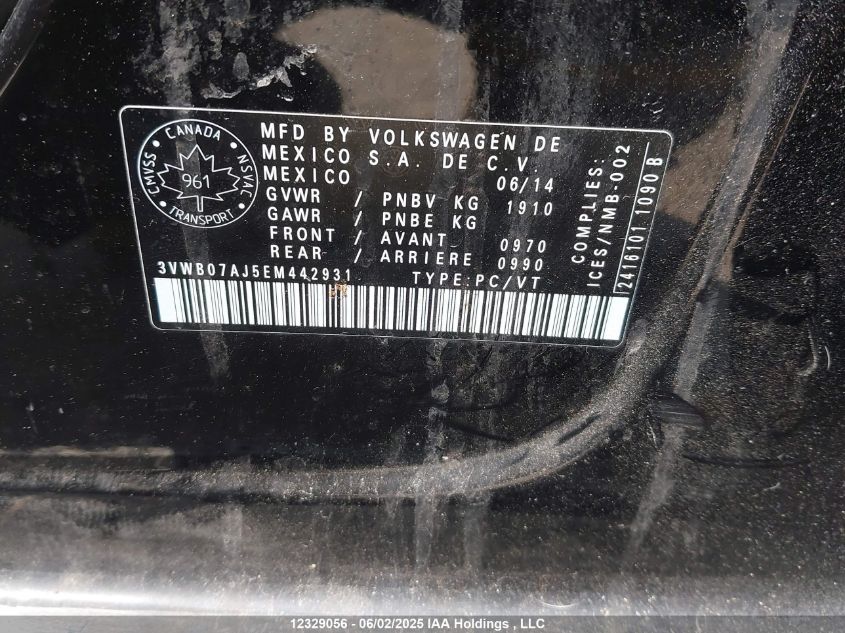 CANADA
CMVSS
961
NSVAC
TRANSPORT
MFD BY VOLKSWAGEN DE
MEXICO S.A. DE C.V.
MEXICO 06/14
GVWR / PNBV KG 1910
GAWR / PNBE KG
FRONT / AVANT 0970
REAR / ARRIERE 0990
3VWB07AJ5EM442931 TYPE:PC/VT
COMPLIES:
ICES/NMB-002
2416101 1090 B
12329056 - 06/02/2025 IAA Holdings , LLC